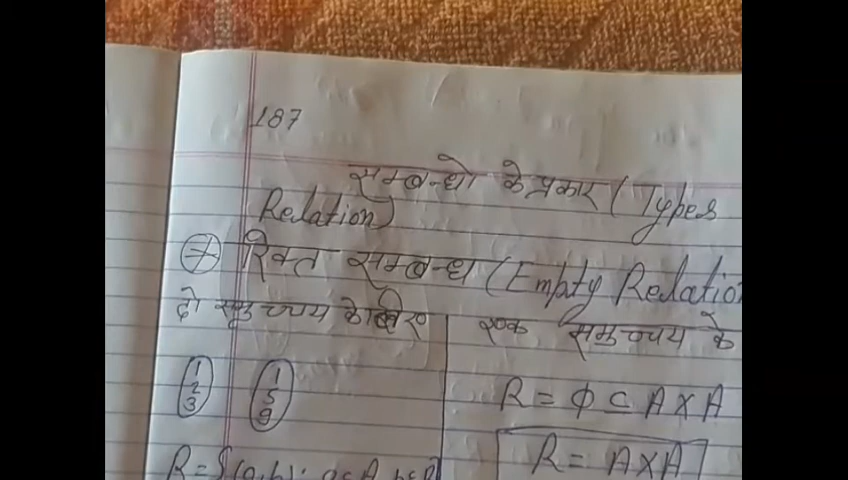 187
सम्बन्धो के प्रकार (Types
Relation)
रिक्त सम्बन्ध (Empty Relatio
दो समुच्चय के लिए
एक समुच्चय के
1 2 3
1 5 9
R = ϕ ⊆ A X A
R = A X A
R = {(a,b): a∈A, b∈B